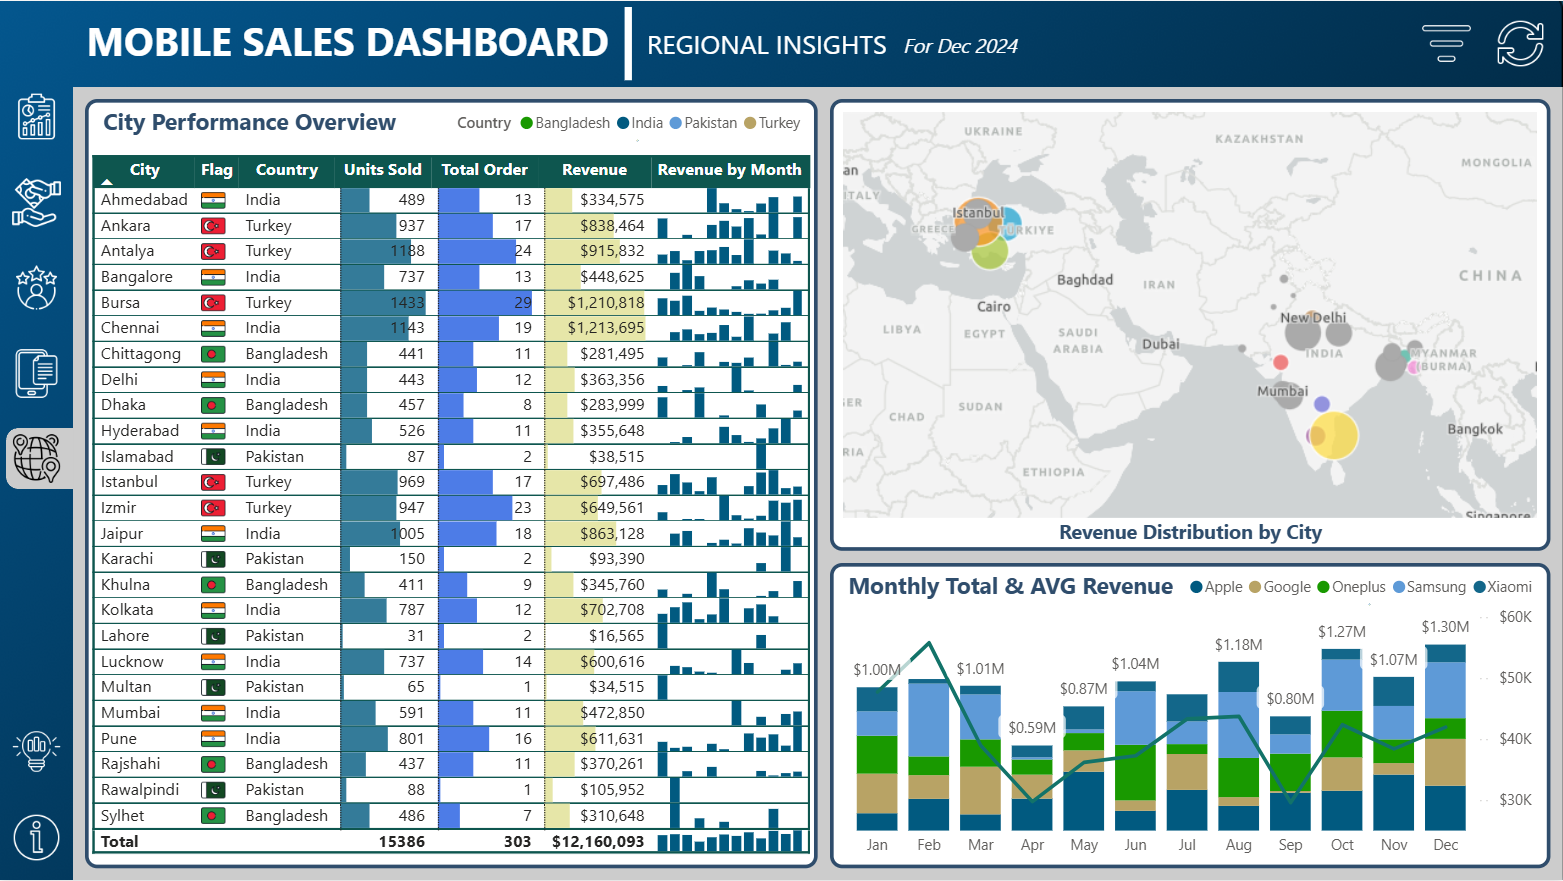 MOBILE SALES DASHBOARD
REGIONAL INSIGHTS For Dec 2024
City Performance Overview
Country Bangladesh India Pakistan Turkey
City Flag Country Units Sold Total Order Revenue Revenue by Month
Ahmedabad India 489 13 $334,575
Ankara Turkey 937 17 $838,464
Antalya Turkey 1188 24 $915,832
Bangalore India 737 13 $448,625
Bursa Turkey 1433 29 $1,210,818
Chennai India 1143 19 $1,213,695
Chittagong Bangladesh 441 11 $281,495
Delhi India 443 12 $363,356
Dhaka Bangladesh 457 8 $283,999
Hyderabad India 526 11 $355,648
Islamabad Pakistan 87 2 $38,515
Istanbul Turkey 969 17 $697,486
Izmir Turkey 947 23 $649,561
Jaipur India 1005 18 $863,128
Karachi Pakistan 150 2 $93,390
Khulna Bangladesh 411 9 $345,760
Kolkata India 787 12 $702,708
Lahore Pakistan 31 2 $16,565
Lucknow India 737 14 $600,616
Multan Pakistan 65 1 $34,515
Mumbai India 591 11 $472,850
Pune India 801 16 $611,631
Rajshahi Bangladesh 437 11 $370,261
Rawalpindi Pakistan 88 1 $105,952
Sylhet Bangladesh 486 7 $310,648
Total 15386 303 $12,160,093
UKRAINE
KAZAKHSTAN
MONGOLIA
an
ITALY
Istanbul
GREECE
TÜRKIYE
CHINA
Baghdad
IRAN
Cairo
New Delhi
LIBYA
EGYPT
SAUDI
ARABIA
Dubai
INDIA
MYANMAR
(BURMA)
Mumbai
GER
CHAD
SUDAN
Bangkok
RIA
ETHIOPIA
Singapore
Revenue Distribution by City
Monthly Total & AVG Revenue
Apple Google Oneplus Samsung Xiaomi
$1.00M
$1.01M
$0.59M
$0.87M
$1.04M
$1.18M
$0.80M
$1.27M
$1.07M
$1.30M
$60K
$50K
$40K
$30K
Jan Feb Mar Apr May Jun Jul Aug Sep Oct Nov Dec